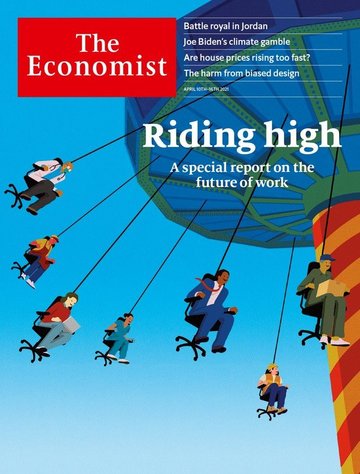 The
Economist
Battle royal in Jordan
Joe Biden's climate gamble
Are house prices rising too fast?
The harm from biased design
APRIL 10TH–16TH 2021
Riding high
A special report on the
future of work